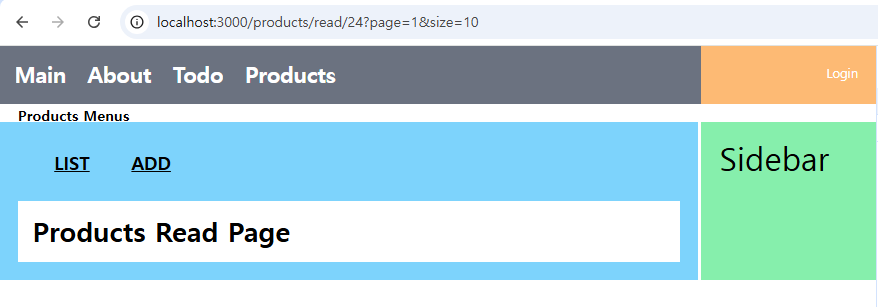 localhost:3000/products/read/24?page=1&size=10
Main About Todo Products Login
Products Menus
LIST ADD
Sidebar
Products Read Page